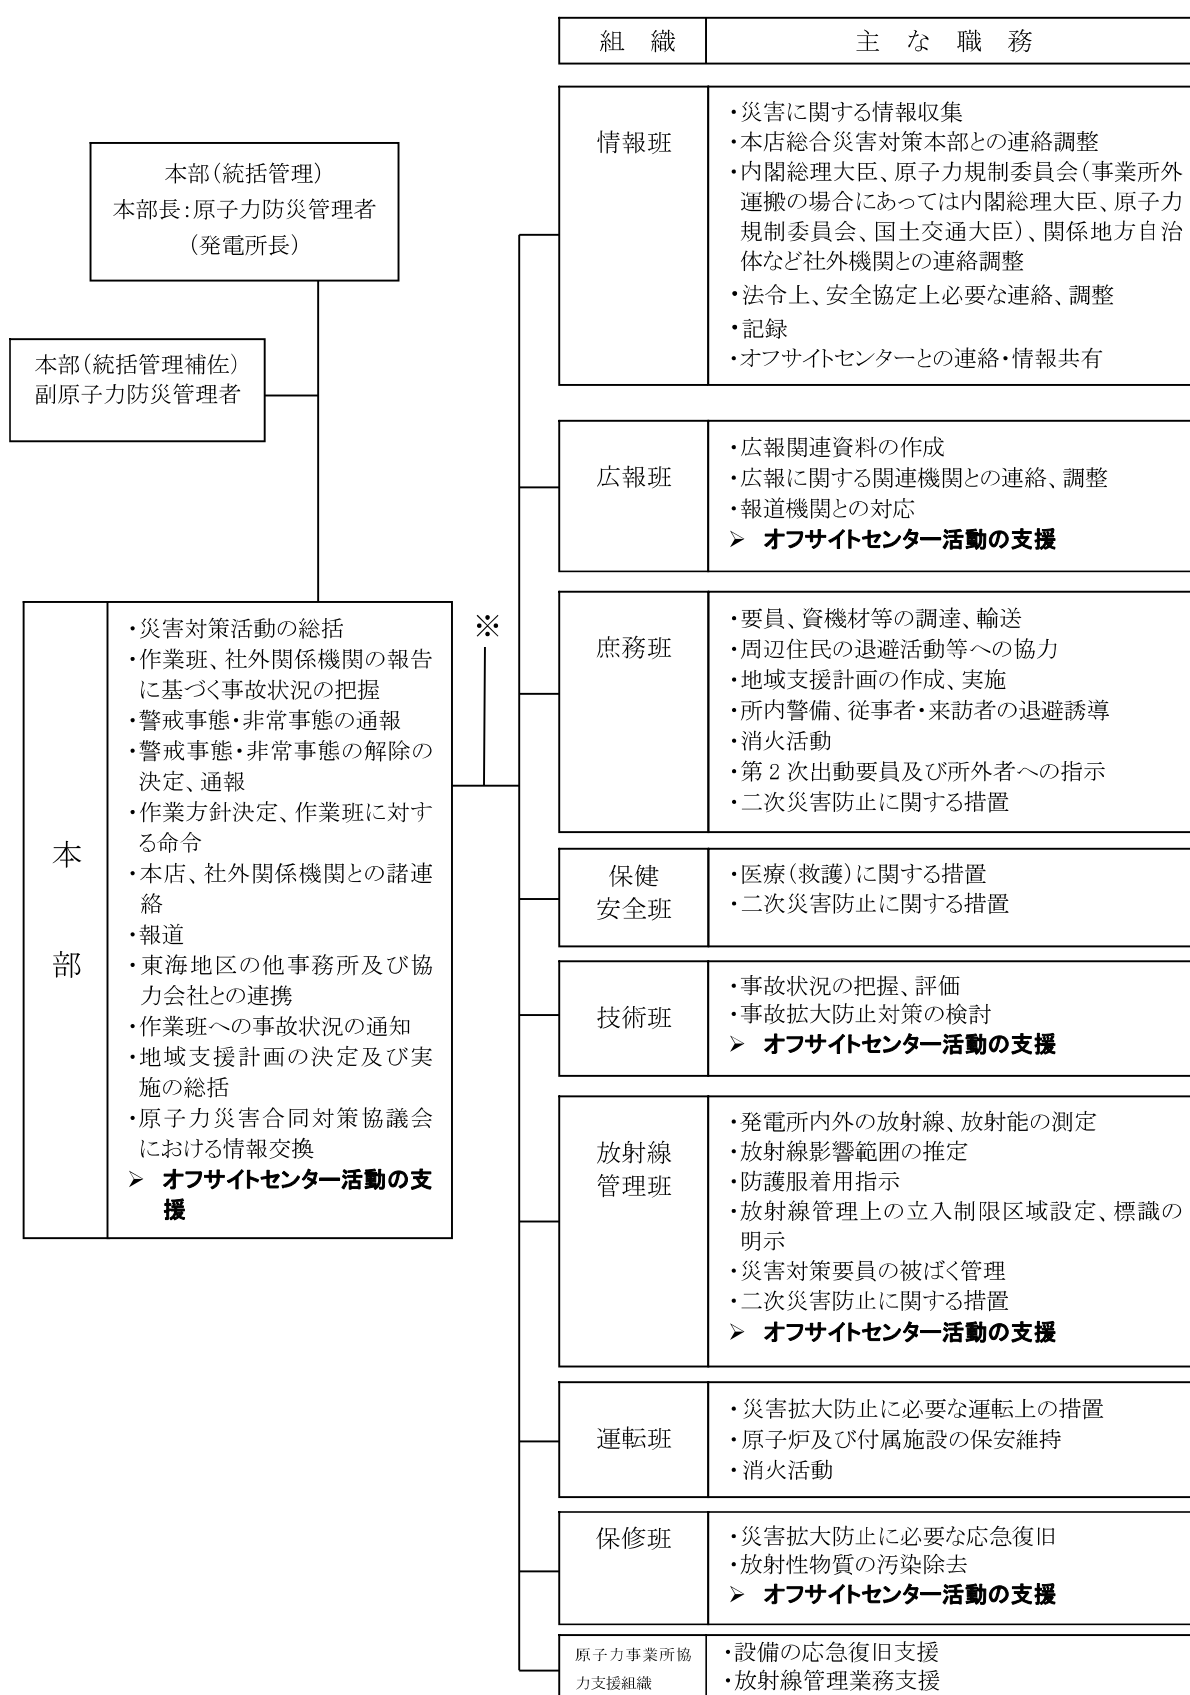 組　織　主　な　職　務
本部（統括管理）
本部長：原子力防災管理者
（発電所長）
本部（統括管理補佐）
副原子力防災管理者
本部
・災害対策活動の総括
・作業班、社外関係機関の報告
に基づく事故状況の把握
・警戒事態・非常事態の通報
・警戒事態・非常事態の解除の
決定、通報
・作業方針決定、作業班に対す
る命令
・本店、社外関係機関との諸連
絡
・報道
・東海地区の他事務所及び協
力会社との連携
・作業班への事故状況の通知
・地域支援計画の決定及び実
施の総括
・原子力災害合同対策協議会
における情報交換
➢ オフサイトセンター活動の支
援
※
情報班
・災害に関する情報収集
・本店総合災害対策本部との連絡調整
・内閣総理大臣、原子力規制委員会（事業所外
運搬の場合にあっては内閣総理大臣、原子力
規制委員会、国土交通大臣）、関係地方自治
体など社外機関との連絡調整
・法令上、安全協定上必要な連絡、調整
・記録
・オフサイトセンターとの連絡・情報共有
広報班
・広報関連資料の作成
・広報に関する関連機関との連絡、調整
・報道機関との対応
➢ オフサイトセンター活動の支援
庶務班
・要員、資機材等の調達、輸送
・周辺住民の退避活動等への協力
・地域支援計画の作成、実施
・所内警備、従事者・来訪者の退避誘導
・消火活動
・第２次出動要員及び所外者への指示
・二次災害防止に関する措置
保健
安全班
・医療（救護）に関する措置
・二次災害防止に関する措置
技術班
・事故状況の把握、評価
・事故拡大防止対策の検討
➢ オフサイトセンター活動の支援
放射線
管理班
・発電所内外の放射線、放射能の測定
・放射線影響範囲の推定
・防護服着用指示
・放射線管理上の立入制限区域設定、標識の
明示
・災害対策要員の被ばく管理
・二次災害防止に関する措置
➢ オフサイトセンター活動の支援
運転班
・災害拡大防止に必要な運転上の措置
・原子炉及び付属施設の保安維持
・消火活動
保修班
・災害拡大防止に必要な応急復旧
・放射性物質の汚染除去
➢ オフサイトセンター活動の支援
原子力事業所協
力支援組織
・設備の応急復旧支援
・放射線管理業務支援